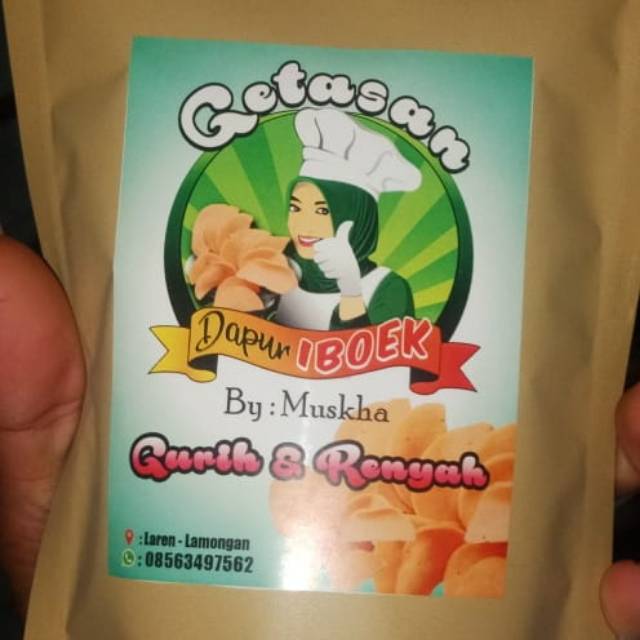 Getasan
Dapur IBOEK
By : Muskha
Gurih & Renyah
: Laren - Lamongan
: 08563497562